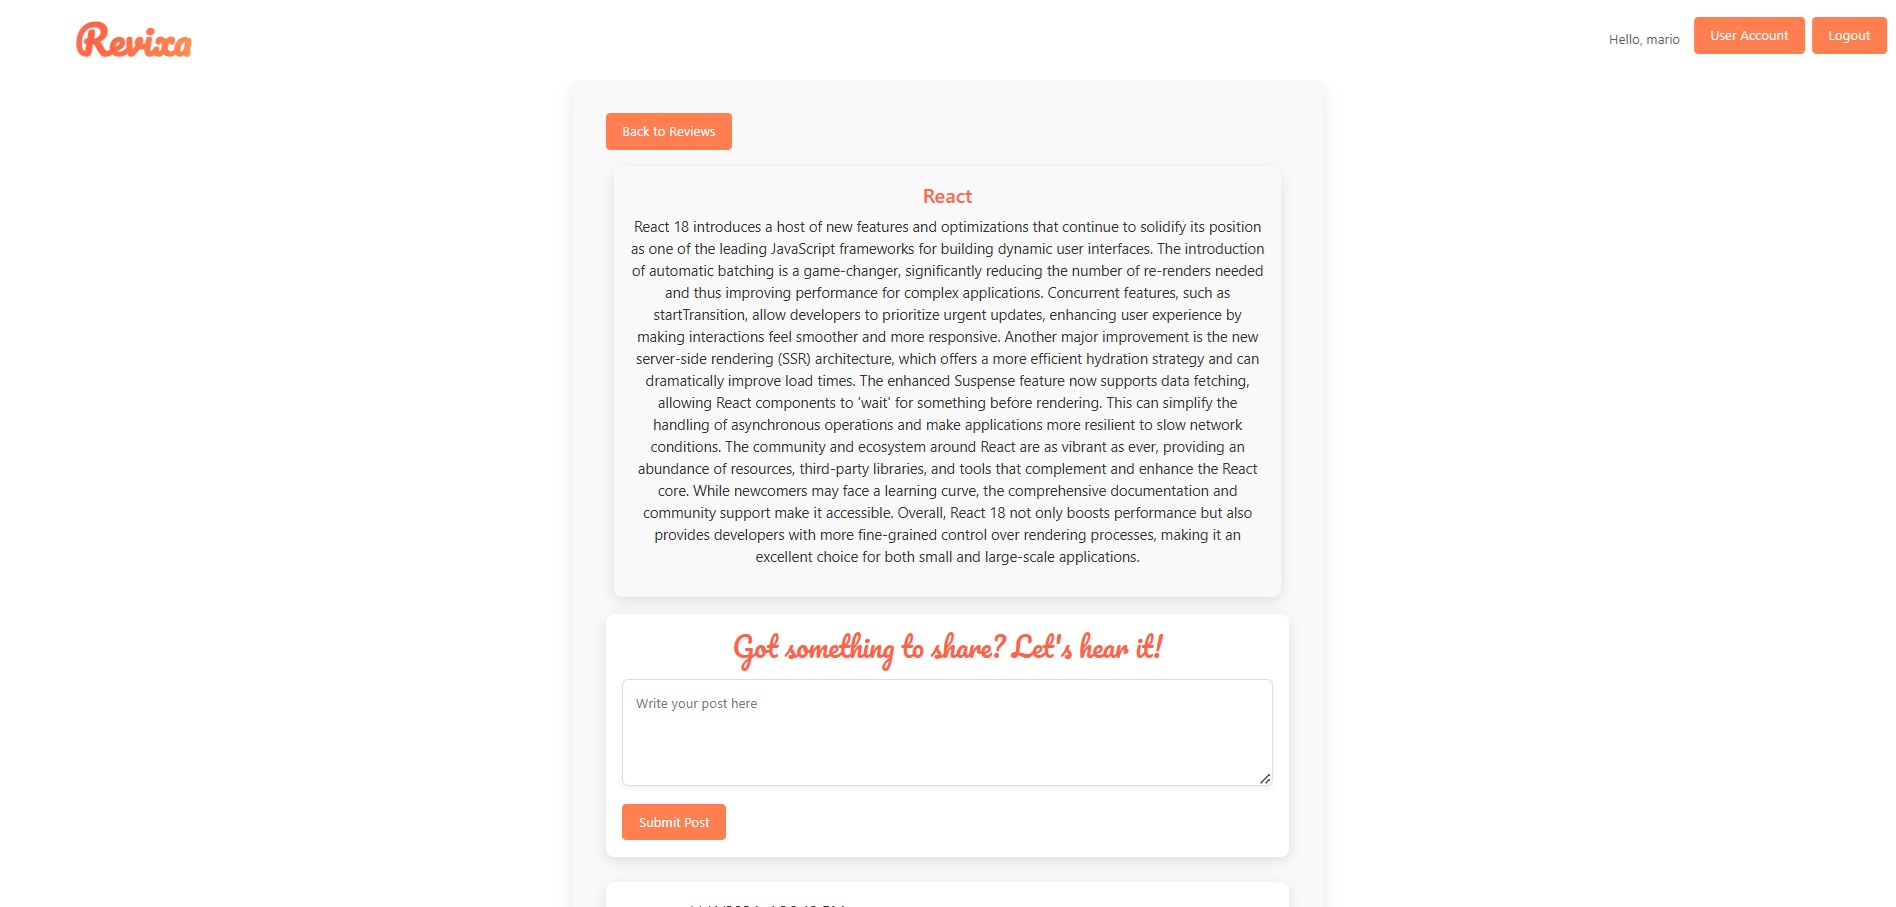 Revixa
Hello, mario
User Account
Logout
Back to Reviews
React
React 18 introduces a host of new features and optimizations that continue to solidify its position
as one of the leading JavaScript frameworks for building dynamic user interfaces. The introduction
of automatic batching is a game-changer, significantly reducing the number of re-renders needed
and thus improving performance for complex applications. Concurrent features, such as
startTransition, allow developers to prioritize urgent updates, enhancing user experience by
making interactions feel smoother and more responsive. Another major improvement is the new
server-side rendering (SSR) architecture, which offers a more efficient hydration strategy and can
dramatically improve load times. The enhanced Suspense feature now supports data fetching,
allowing React components to 'wait' for something before rendering. This can simplify the
handling of asynchronous operations and make applications more resilient to slow network
conditions. The community and ecosystem around React are as vibrant as ever, providing an
abundance of resources, third-party libraries, and tools that complement and enhance the React
core. While newcomers may face a learning curve, the comprehensive documentation and
community support make it accessible. Overall, React 18 not only boosts performance but also
provides developers with more fine-grained control over rendering processes, making it an
excellent choice for both small and large-scale applications.
Got something to share? Let's hear it!
Write your post here
Submit Post